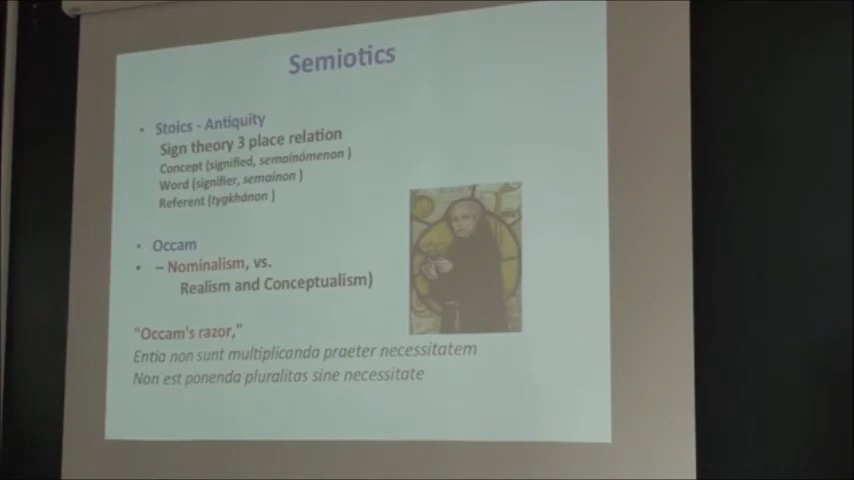 Semiotics
• Stoics - Antiquity
Sign theory 3 place relation
Concept (signified, semainómenon )
Word (signifier, semainon )
Referent (tygkhánon )
• Occam
• – Nominalism, vs.
Realism and Conceptualism)
"Occam's razor,"
Entia non sunt multiplicanda praeter necessitatem
Non est ponenda pluralitas sine necessitate